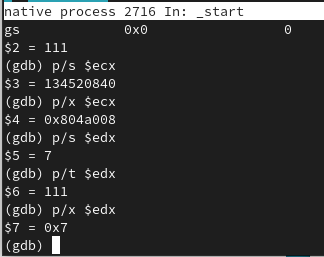 native process 2716 In: _start
gs 0x0 0
$2 = 111
(gdb) p/s $ecx
$3 = 134520840
(gdb) p/x $ecx
$4 = 0x804a008
(gdb) p/s $edx
$5 = 7
(gdb) p/t $edx
$6 = 111
(gdb) p/x $edx
$7 = 0x7
(gdb)